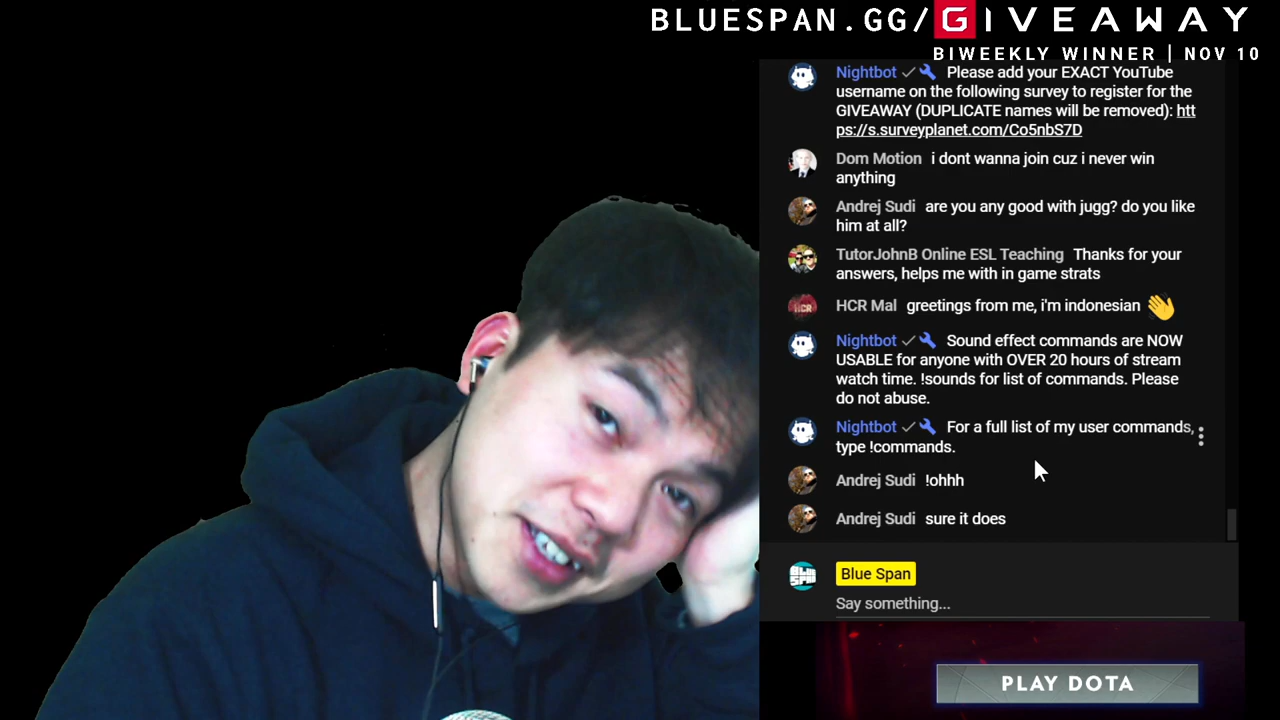 BLUESPAN.GG/GIVEAWAY
BIWEEKLY WINNER | NOV 10
Nightbot Please add your EXACT YouTube
username on the following survey to register for the
GIVEAWAY (DUPLICATE names will be removed): htt
ps://s.surveyplanet.com/Co5nbS7D
Dom Motion i dont wanna join cuz i never win
anything
Andrej Sudi are you any good with jugg? do you like
him at all?
TutorJohnB Online ESL Teaching Thanks for your
answers, helps me with in game strats
HCR Mal greetings from me, i'm indonesian 👋
Nightbot Sound effect commands are NOW
USABLE for anyone with OVER 20 hours of stream
watch time. !sounds for list of commands. Please
do not abuse.
Nightbot For a full list of my user commands,
type !commands.
Andrej Sudi !ohhh
Andrej Sudi sure it does
Blue Span
Say something...
PLAY DOTA